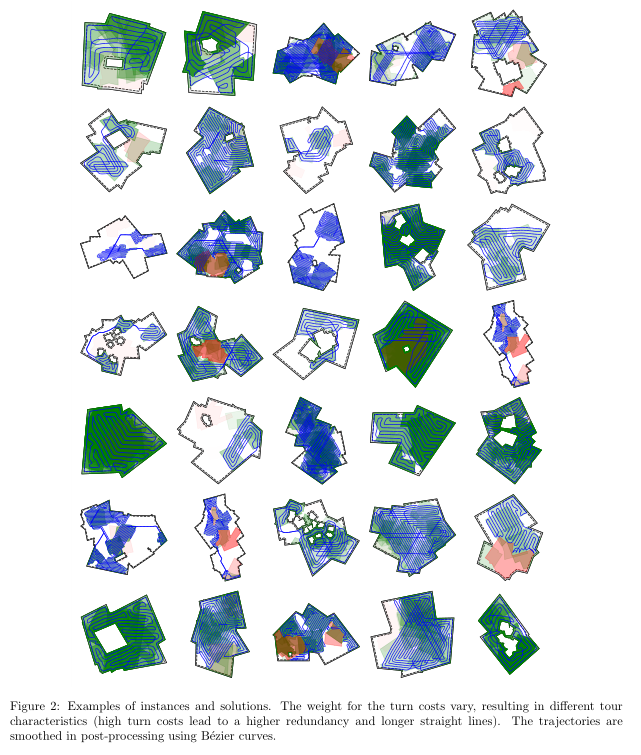 Figure 2: Examples of instances and solutions. The weight for the turn costs vary, resulting in different tour
characteristics (high turn costs lead to a higher redundancy and longer straight lines). The trajectories are
smoothed in post-processing using Bézier curves.